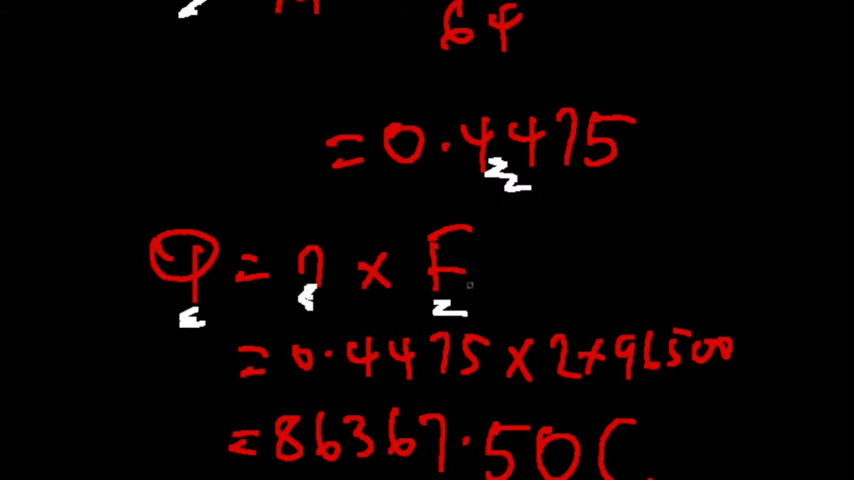 M 64
= 0.4475
Q = n × F
= 0.4475 × 2 × 96500
= 86367.50C